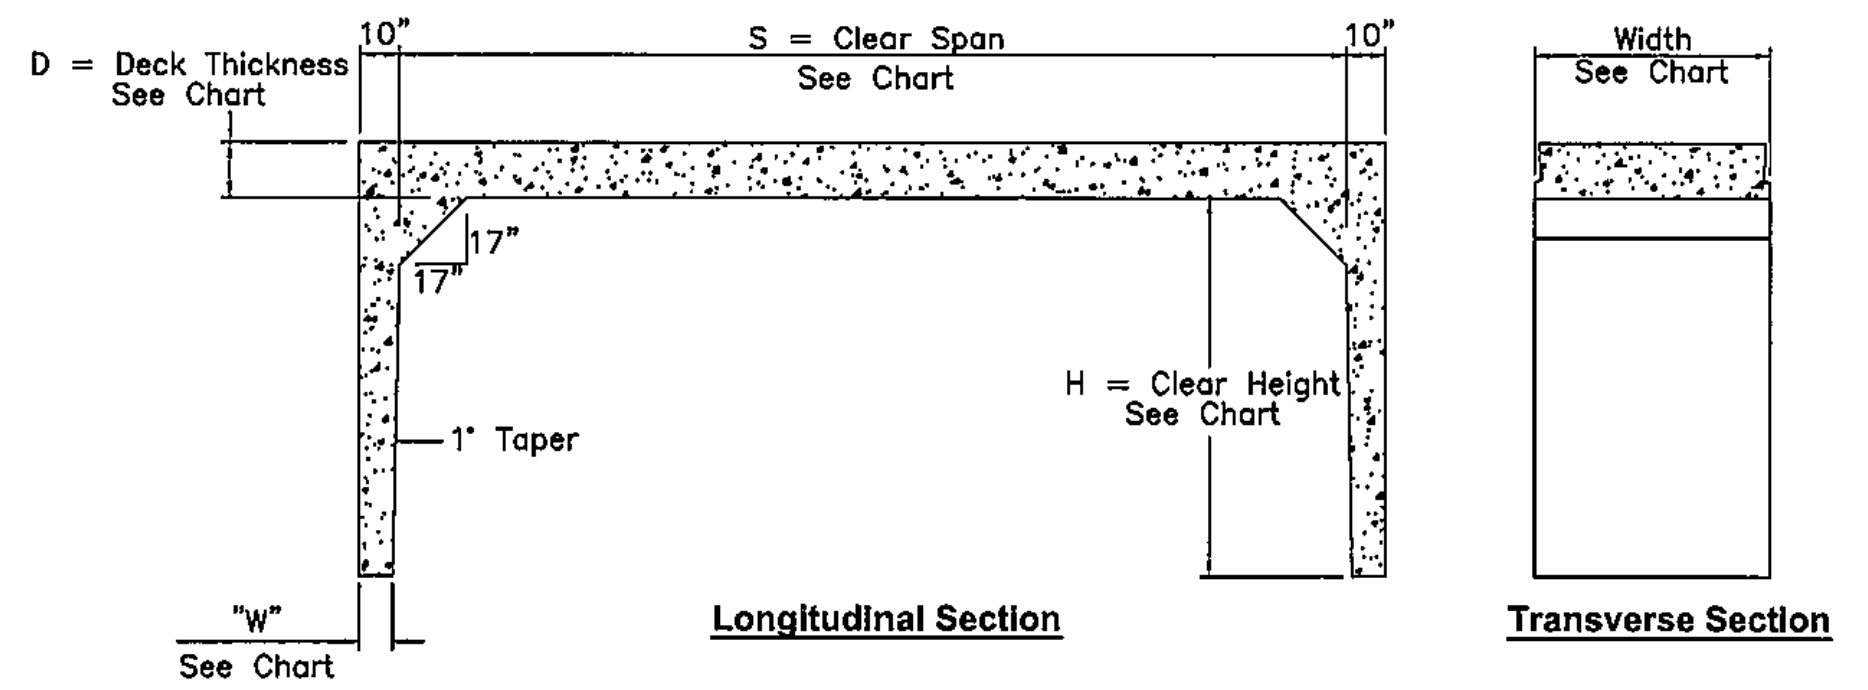 10"
S = Clear Span
See Chart
10"
Width
See Chart
D = Deck Thickness
See Chart
17"
17"
H = Clear Height
See Chart
1° Taper
"W"
See Chart
Longitudinal Section
Transverse Section